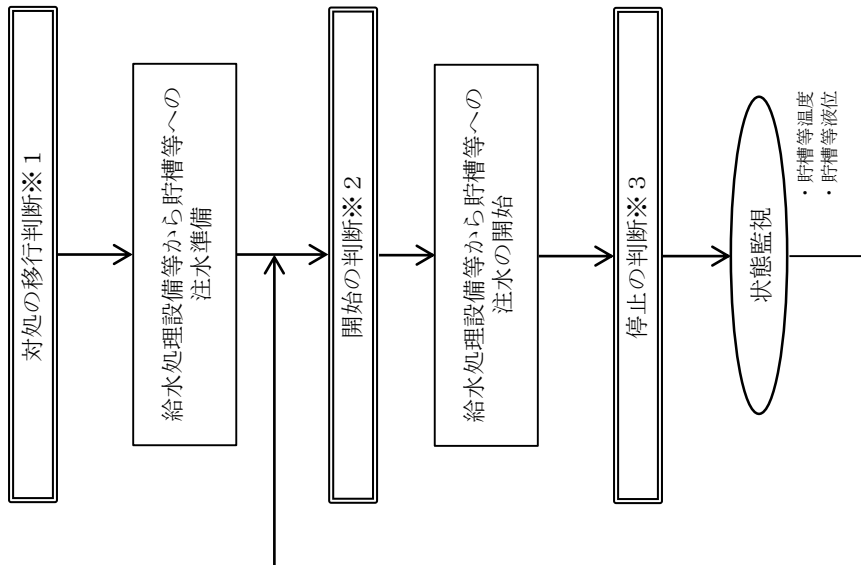 対処の移行判断※1
給水処理設備等から貯槽等への
注水準備
開始の判断※2
給水処理設備等から貯槽等への
注水の開始
停止の判断※3
状態監視
・貯槽等温度
・貯槽等液位